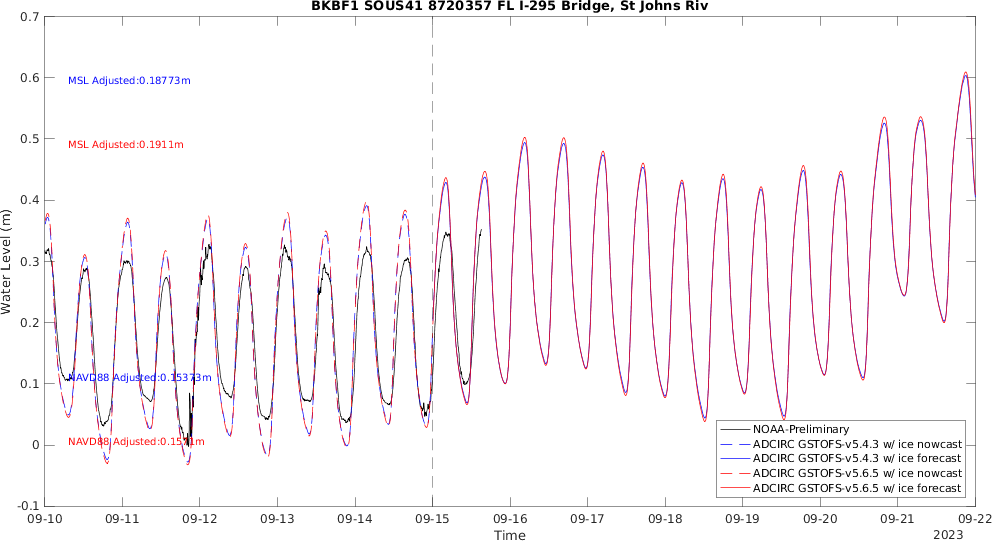 BKBF1 SOUS41 8720357 FL I-295 Bridge, St Johns Riv
0.7
0.6
0.5
0.4
0.3
0.2
0.1
0
-0.1
Water Level (m)
MSL Adjusted:0.18773m
MSL Adjusted:0.1911m
NAVD88 Adjusted:0.15373m
NOAA-Preliminary
ADCIRC GSTOFS-v5.4.3 w/ ice nowcast
ADCIRC GSTOFS-v5.4.3 w/ ice forecast
ADCIRC GSTOFS-v5.6.5 w/ ice nowcast
ADCIRC GSTOFS-v5.6.5 w/ ice forecast
NAVD88 Adjusted:0.1571m
09-10 09-11 09-12 09-13 09-14 09-15 09-16 09-17 09-18 09-19 09-20 09-21 09-22
Time
2023